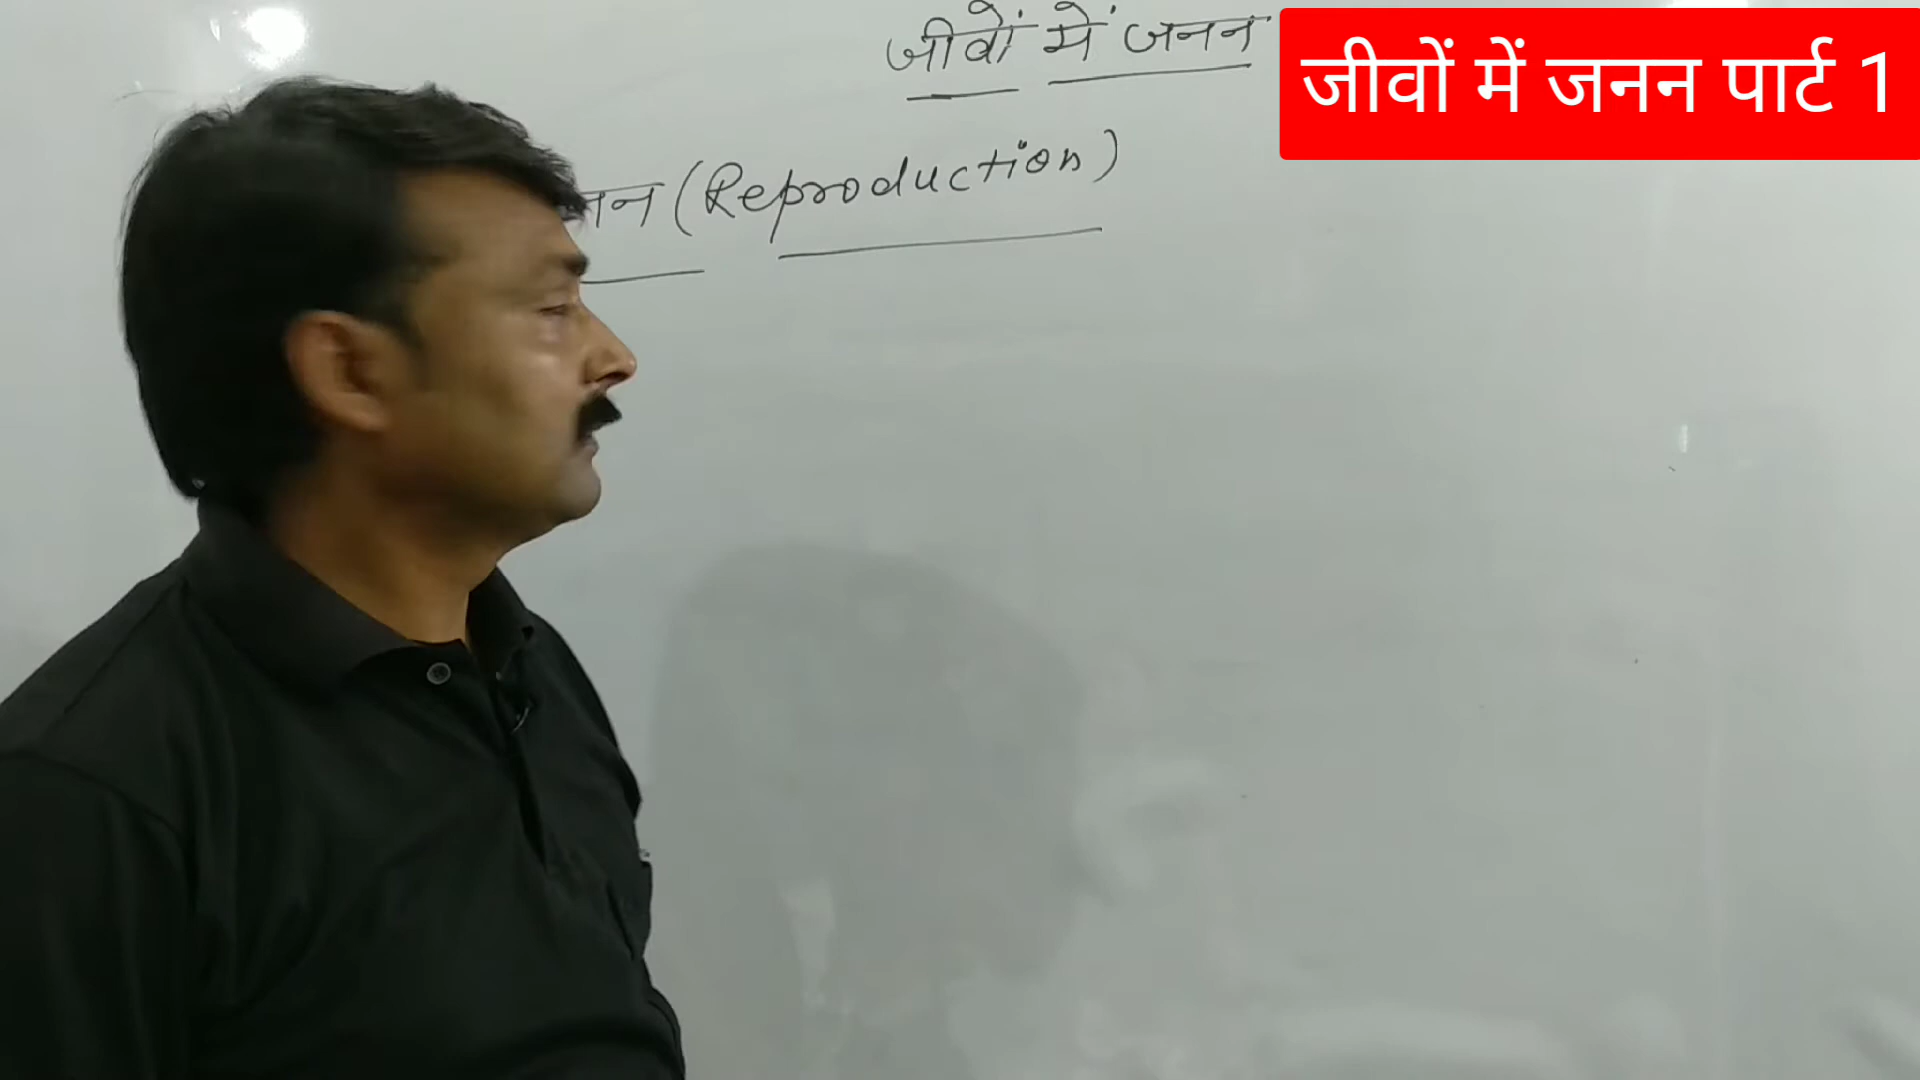 जीवों में जनन
जीवों में जनन पार्ट 1
(Reproduction)